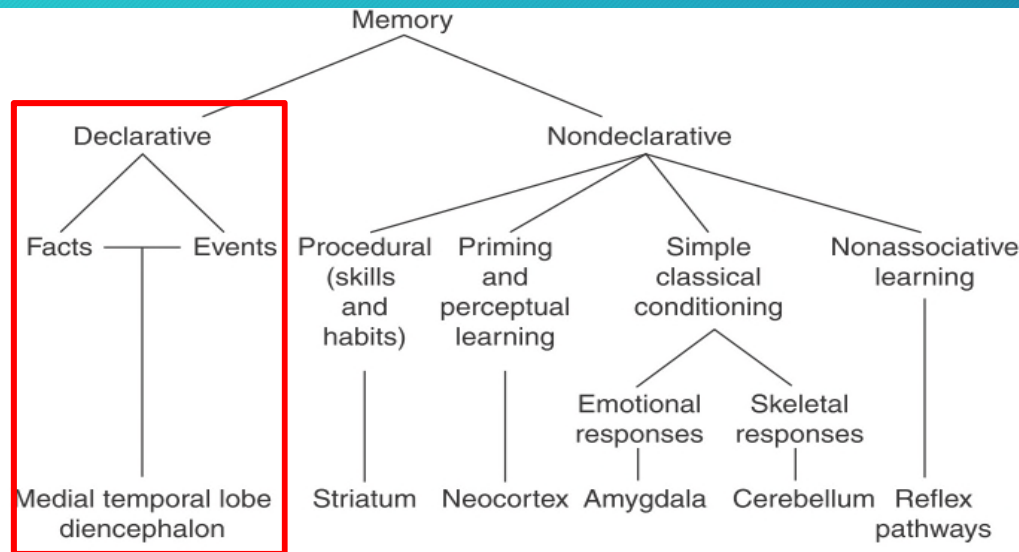 Memory
Declarative
Nondeclarative
Facts
Events
Procedural
(skills
and
habits)
Priming
and
perceptual
learning
Simple
classical
conditioning
Nonassociative
learning
Emotional
responses
Skeletal
responses
Medial temporal lobe
diencephalon
Striatum
Neocortex
Amygdala
Cerebellum
Reflex
pathways